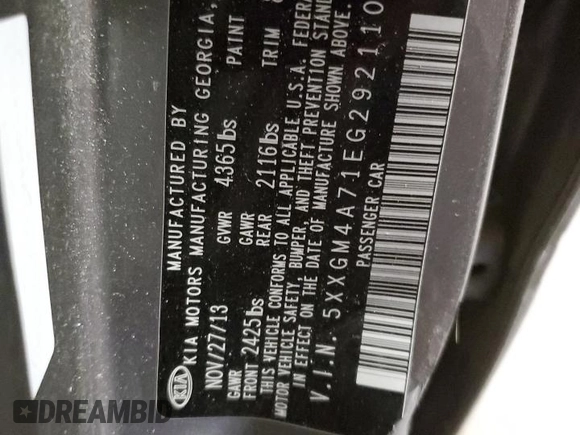 KIA
MANUFACTURED BY
KIA MOTORS MANUFACTURING GEORGIA,
NOV/27/13 GVWR 4365lbs PAINT
GAWR GAWR TRIM
FRONT 2425lbs REAR 2116lbs
THIS VEHICLE CONFORMS TO ALL APPLICABLE U.S.A. FEDERAL
MOTOR VEHICLE SAFETY, BUMPER, AND THEFT PREVENTION STANDA
IN EFFECT ON THE DATE OF MANUFACTURE SHOWN ABOVE.
V.I.N. 5XXGM4A71EG292110
PASSENGER CAR
DREAMBID